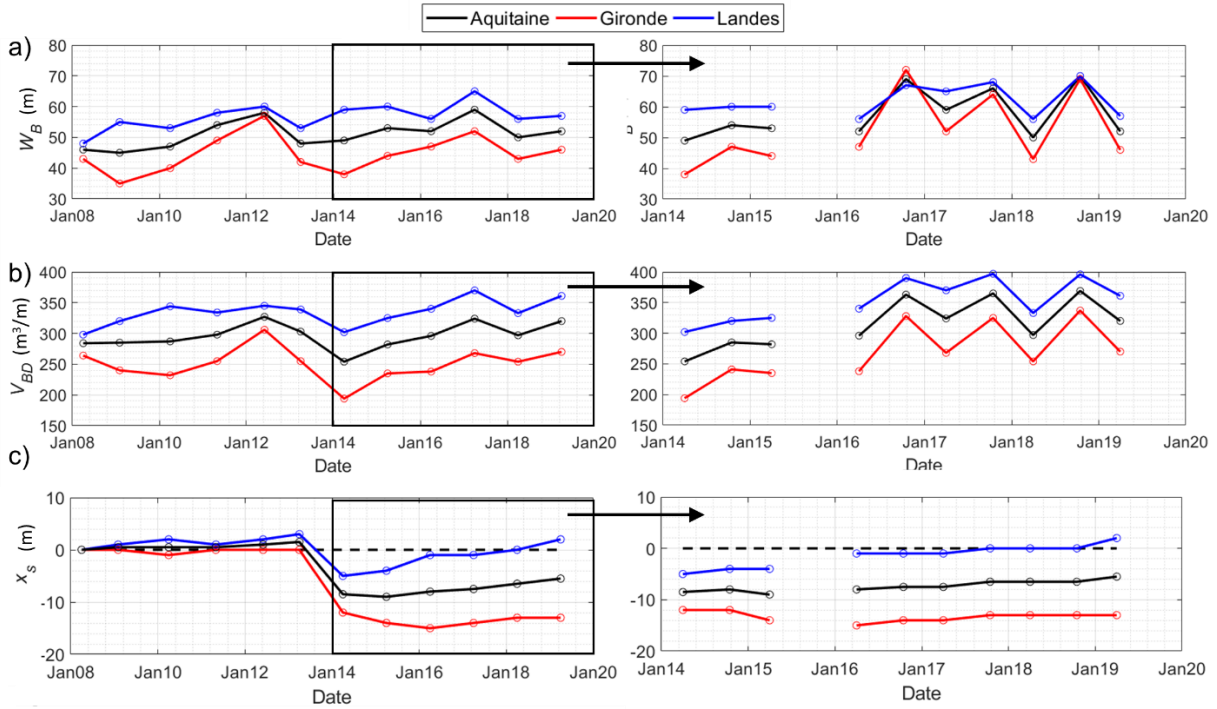 Aquitaine Gironde Landes
a)
W_B (m)
80
70
60
50
40
30
Jan08 Jan10 Jan12 Jan14 Jan16 Jan18 Jan20
Date
80
70
60
50
40
30
Jan14 Jan15 Jan16 Jan17 Jan18 Jan19 Jan20
Date
b)
V_BD (m³/m)
400
350
300
250
200
150
Jan08 Jan10 Jan12 Jan14 Jan16 Jan18 Jan20
Date
400
350
300
250
200
150
Jan14 Jan15 Jan16 Jan17 Jan18 Jan19 Jan20
Date
c)
x_s (m)
10
0
-10
-20
Jan08 Jan10 Jan12 Jan14 Jan16 Jan18 Jan20
Date
10
0
-10
-20
Jan14 Jan15 Jan16 Jan17 Jan18 Jan19 Jan20
Date